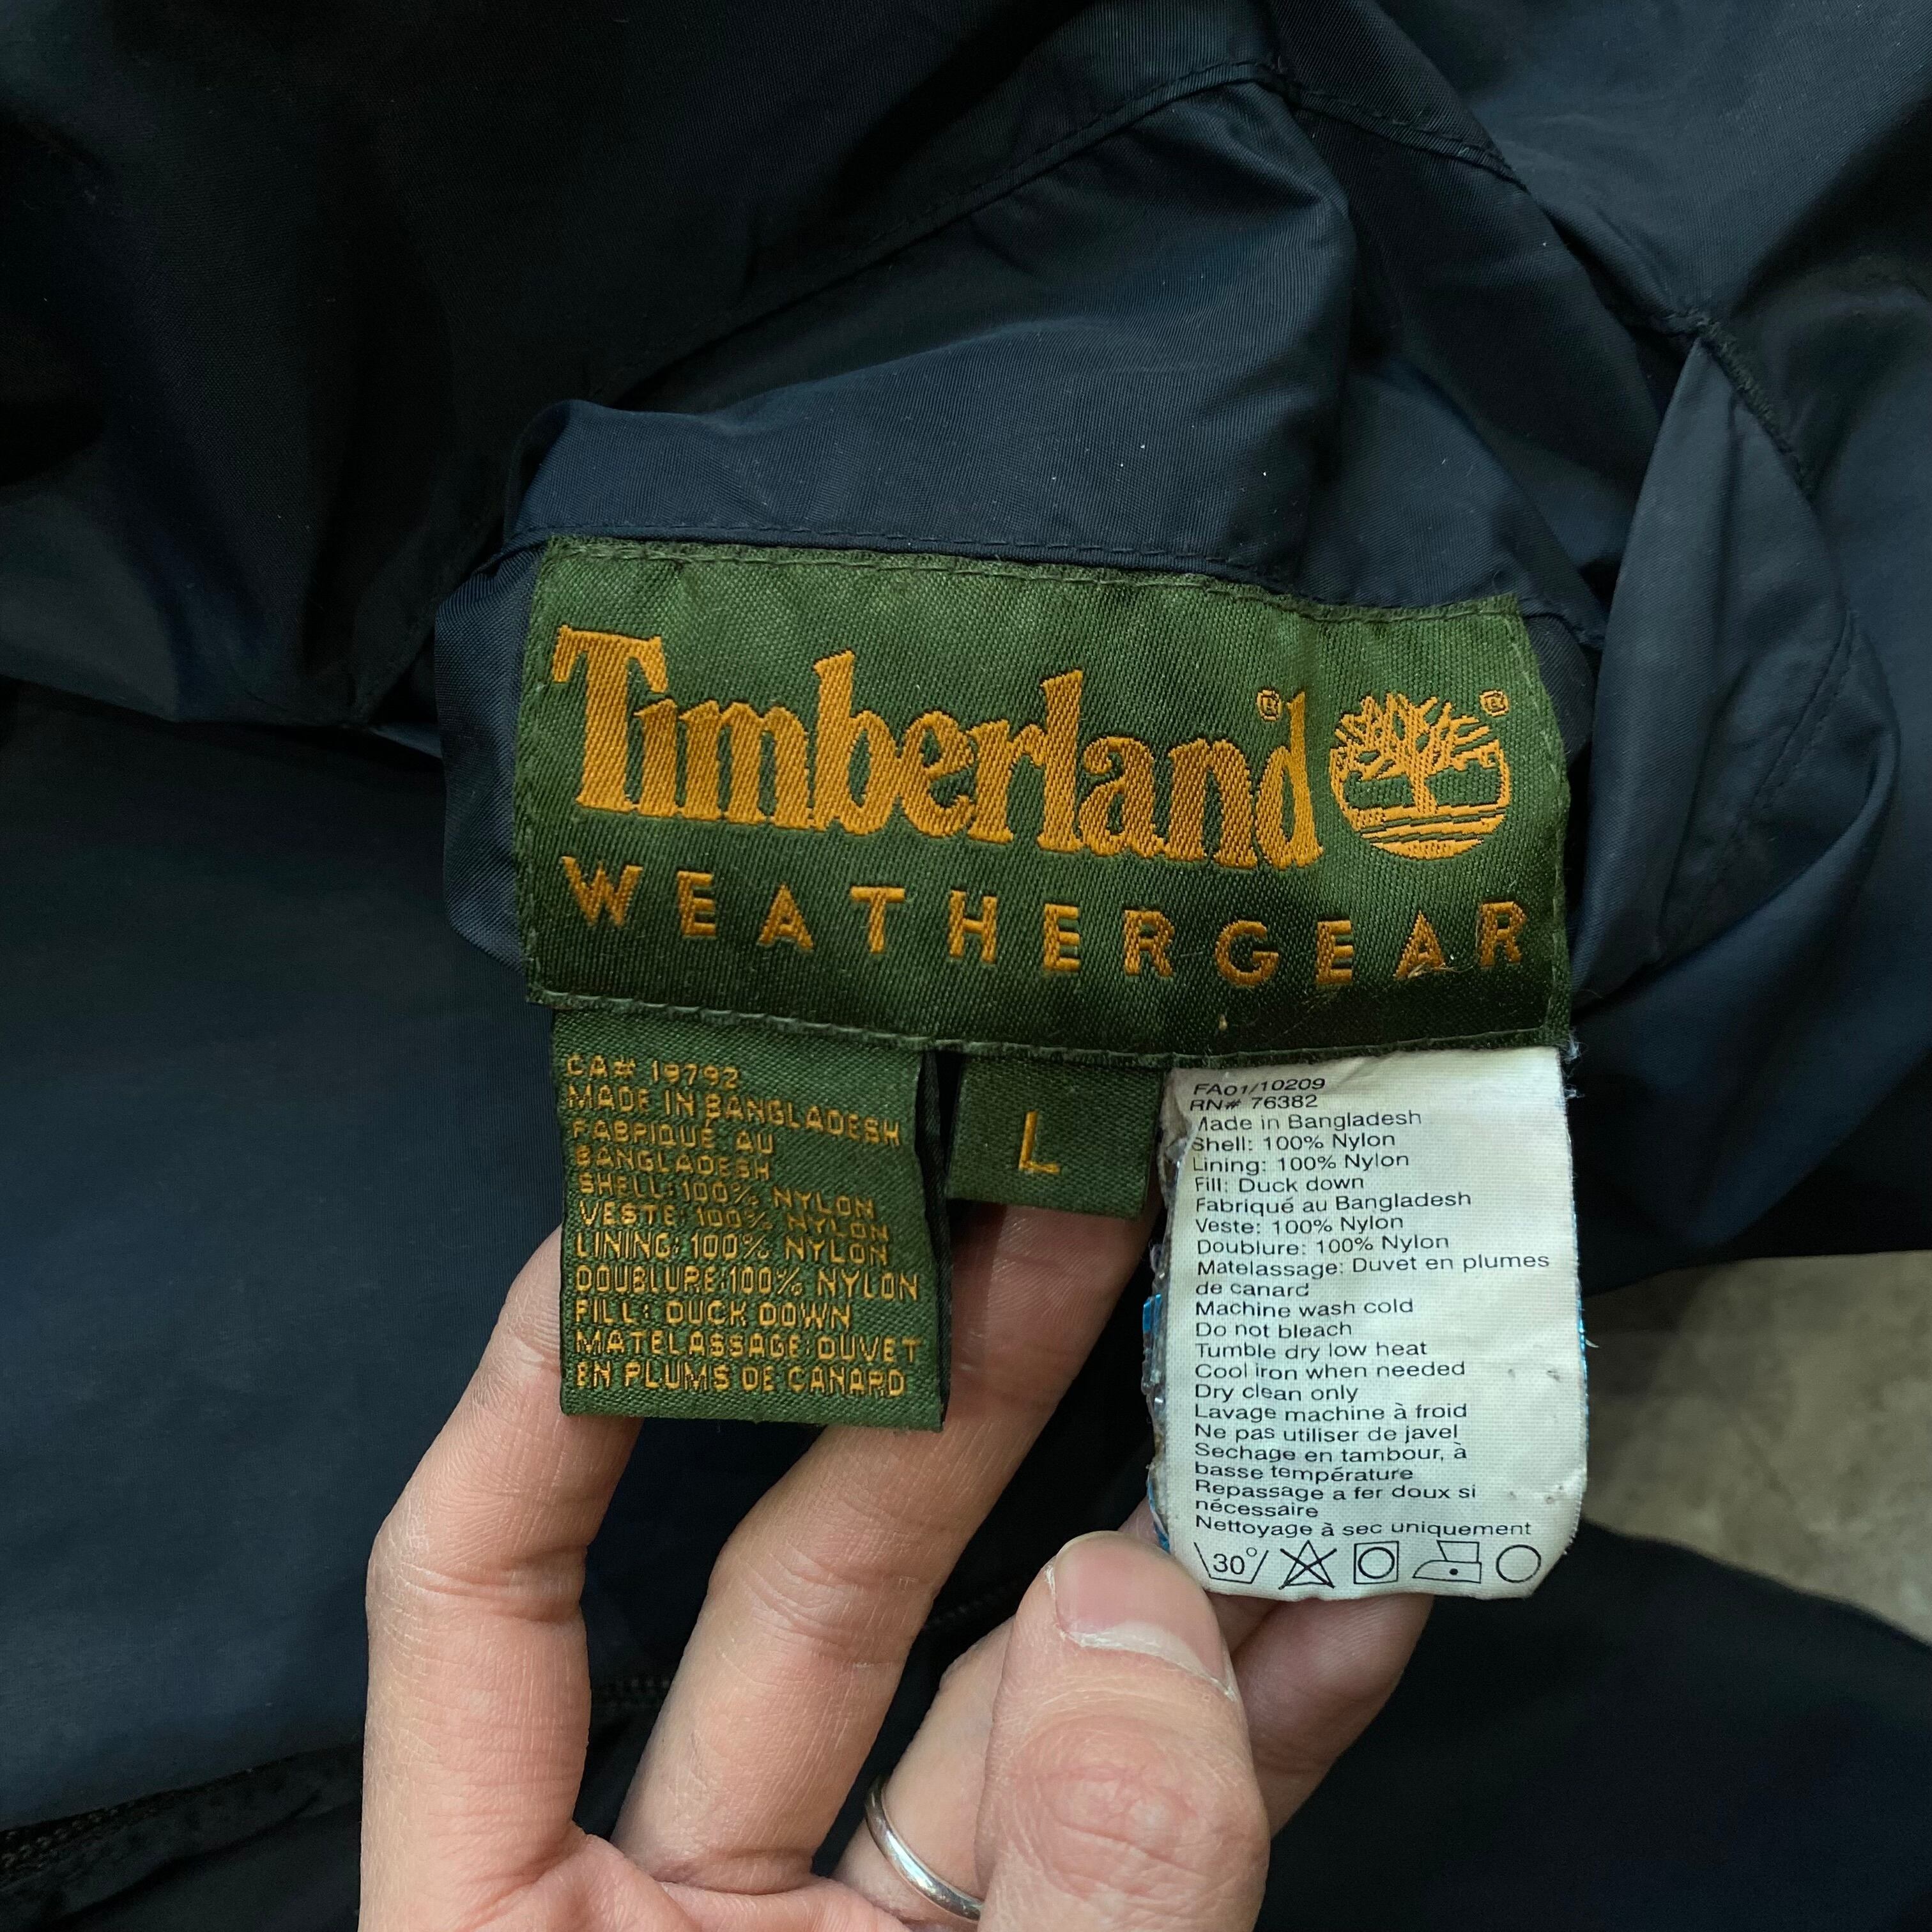 Timberland®
®
WEATHERGEAR
CA# 19792
MADE IN BANGLADESH
FABRIQUÉ AU
BANGLADESH
SHELL:100% NYLON
VESTE:100% NYLON
LINING:100% NYLON
DOUBLURE:100% NYLON
FILL: DUCK DOWN
MATELASSAGE:DUVET
EN PLUMS DE CANARD
L
FA01/10209
RN# 76382
Made in Bangladesh
Shell: 100% Nylon
Lining: 100% Nylon
Fill: Duck down
Fabriqué au Bangladesh
Veste: 100% Nylon
Doublure: 100% Nylon
Matelassage: Duvet en plumes
de canard
Machine wash cold
Do not bleach
Tumble dry low heat
Cool iron when needed
Dry clean only
Lavage machine à froid
Ne pas utiliser de javel
Sechage en tambour, à
basse température
Repassage a fer doux si
nécessaire
Nettoyage à sec uniquement
30°